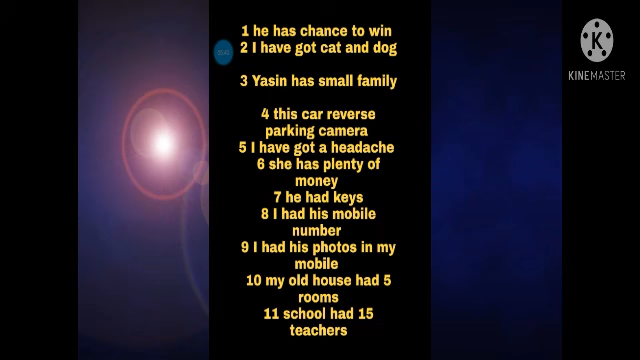 1 he has chance to win
2 I have got cat and dog
3 Yasin has small family
4 this car reverse
parking camera
5 I have got a headache
6 she has plenty of
money
7 he had keys
8 I had his mobile
number
9 I had his photos in my
mobile
10 my old house had 5
rooms
11 school had 15
teachers
K
KINEMASTER